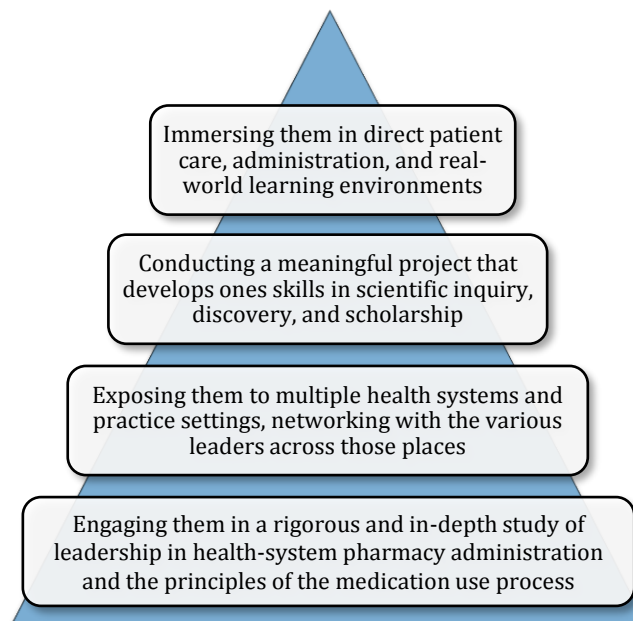 Immersing them in direct patient
care, administration, and real-
world learning environments
Conducting a meaningful project that
develops ones skills in scientific inquiry,
discovery, and scholarship
Exposing them to multiple health systems and
practice settings, networking with the various
leaders across those places
Engaging them in a rigorous and in-depth study of
leadership in health-system pharmacy administration
and the principles of the medication use process